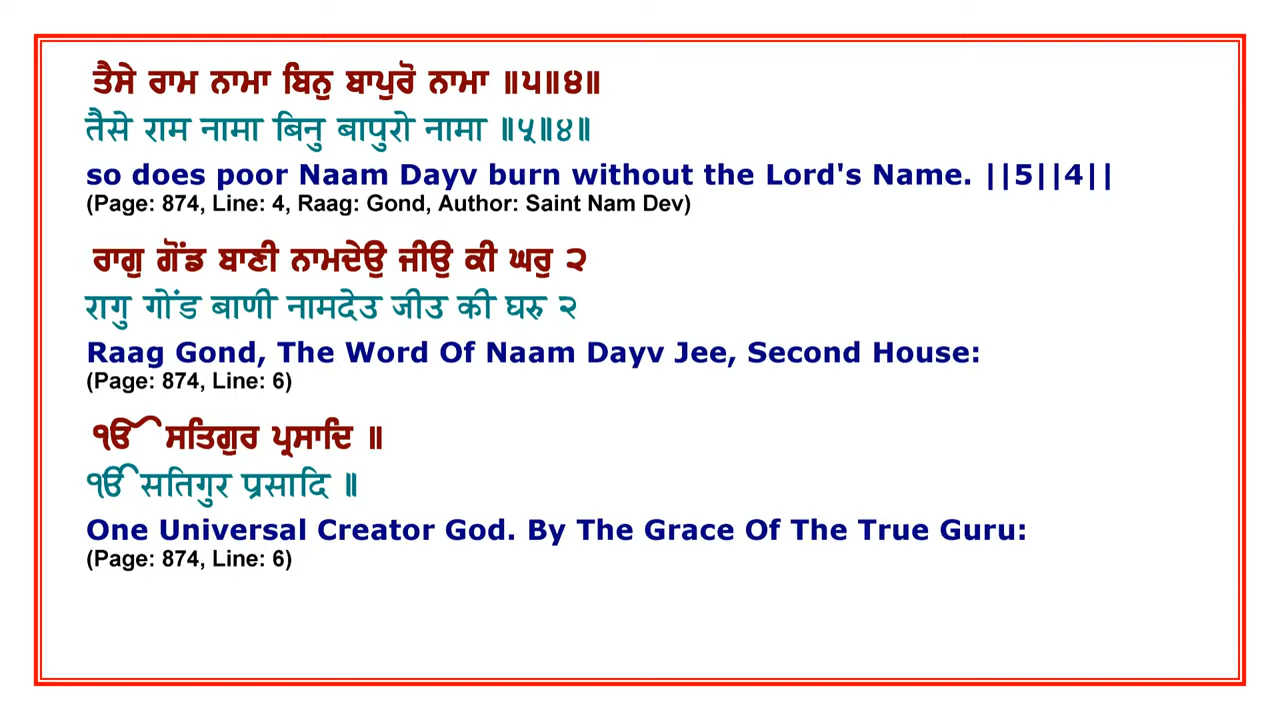 ਤੈਸੇ ਰਾਮ ਨਾਮਾ ਬਿਨੁ ਬਾਪੁਰੋ ਨਾਮਾ ॥੫॥੪॥
तैसे राम नामा बिनु बापुरो नामा ॥५॥४॥
so does poor Naam Dayv burn without the Lord's Name. ||5||4||
(Page: 874, Line: 4, Raag: Gond, Author: Saint Nam Dev)
ਰਾਗੁ ਗੋਂਡ ਬਾਣੀ ਨਾਮਦੇਉ ਜੀਉ ਕੀ ਘਰੁ ੨
रागु गोंड बाणी नामदेउ जीउ की घरु २
Raag Gond, The Word Of Naam Dayv Jee, Second House:
(Page: 874, Line: 6)
ੴ ਸਤਿਗੁਰ ਪ੍ਰਸਾਦਿ ॥
ੴ सतिगुर प्रसादि ॥
One Universal Creator God. By The Grace Of The True Guru:
(Page: 874, Line: 6)